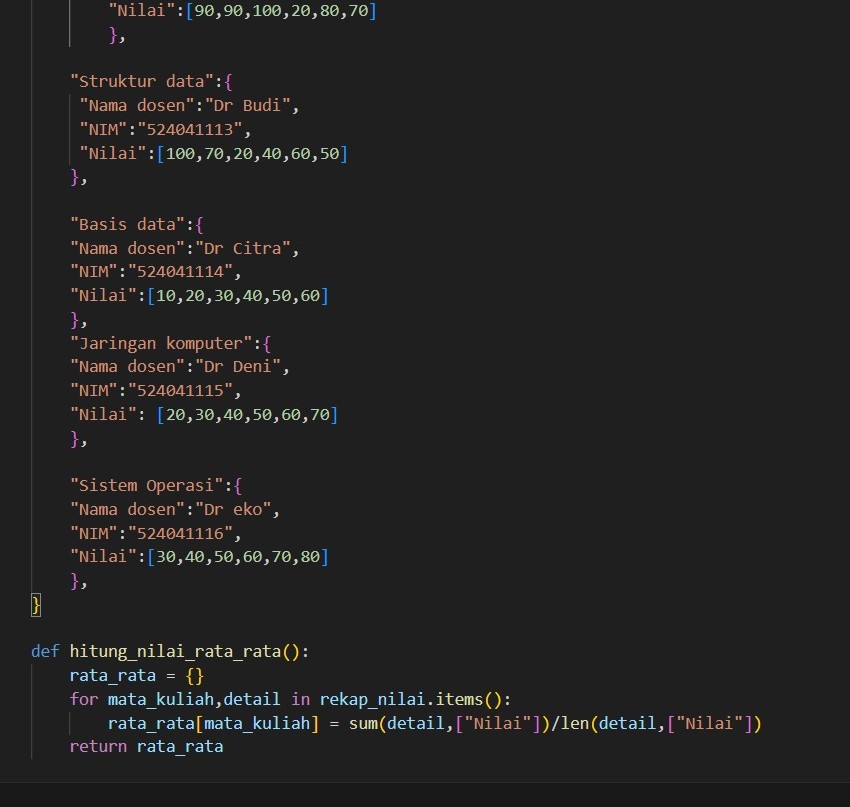 "Nilai":[90,90,100,20,80,70]
},
"Struktur data":{
"Nama dosen":"Dr Budi",
"NIM":"524041113",
"Nilai":[100,70,20,40,60,50]
},
"Basis data":{
"Nama dosen":"Dr Citra",
"NIM":"524041114",
"Nilai":[10,20,30,40,50,60]
},
"Jaringan komputer":{
"Nama dosen":"Dr Deni",
"NIM":"524041115",
"Nilai": [20,30,40,50,60,70]
},
"Sistem Operasi":{
"Nama dosen":"Dr eko",
"NIM":"524041116",
"Nilai":[30,40,50,60,70,80]
},
}
def hitung_nilai_rata_rata():
rata_rata = {}
for mata_kuliah,detail in rekap_nilai.items():
rata_rata[mata_kuliah] = sum(detail,["Nilai"])/len(detail,["Nilai"])
return rata_rata